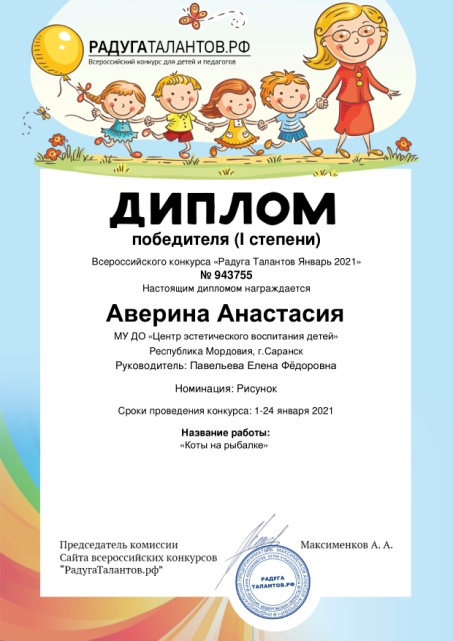 РАДУГАТАЛАНТОВ.РФ
Всероссийский конкурс для детей и педагогов
ДИПЛОМ
победителя (I степени)
Всероссийского конкурса «Радуга Талантов Январь 2021»
№ 943755
Настоящим дипломом награждается
Аверина Анастасия
МУ ДО «Центр эстетического воспитания детей»
Республика Мордовия, г.Саранск
Руководитель: Павельева Елена Фёдоровна
Номинация: Рисунок
Сроки проведения конкурса: 1-24 января 2021
Название работы:
«Коты на рыбалке»
Председатель комиссии
Сайта всероссийских конкурсов
"РадугаТалантов.рф"
Максименков А. А.
РАДУГА
ТАЛАНТОВ.РФ